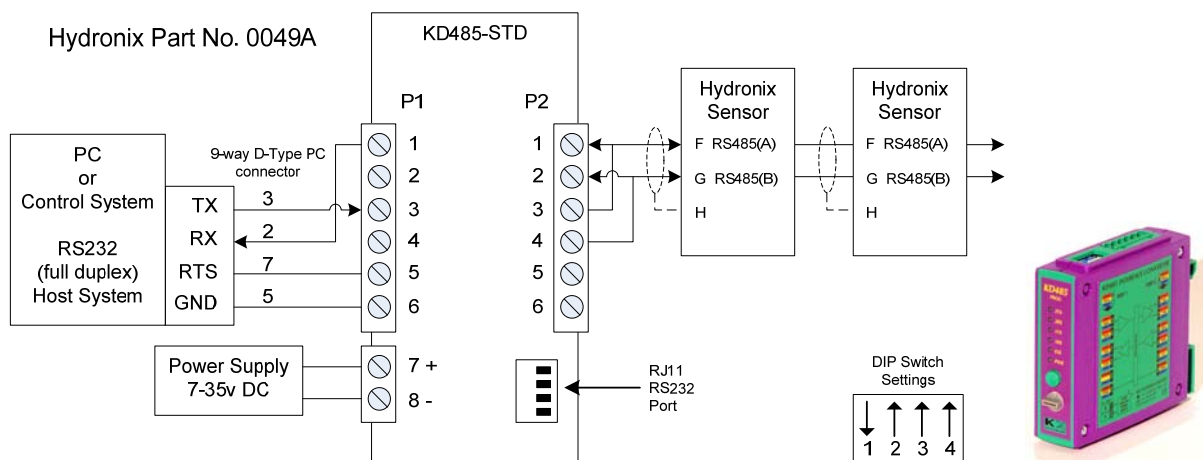 Hydronix Part No. 0049A
KD485-STD
P1
P2
1
2
3
4
5
6
7 +
8 -
1
2
3
4
5
6
PC
or
Control System
RS232
(full duplex)
Host System
9-way D-Type PC
connector
TX
3
RX
2
RTS
7
GND
5
Power Supply
7-35v DC
RJ11
RS232
Port
Hydronix
Sensor
F RS485(A)
G RS485(B)
H
Hydronix
Sensor
F RS485(A)
G RS485(B)
H
DIP Switch
Settings
1 2 3 4
KD485